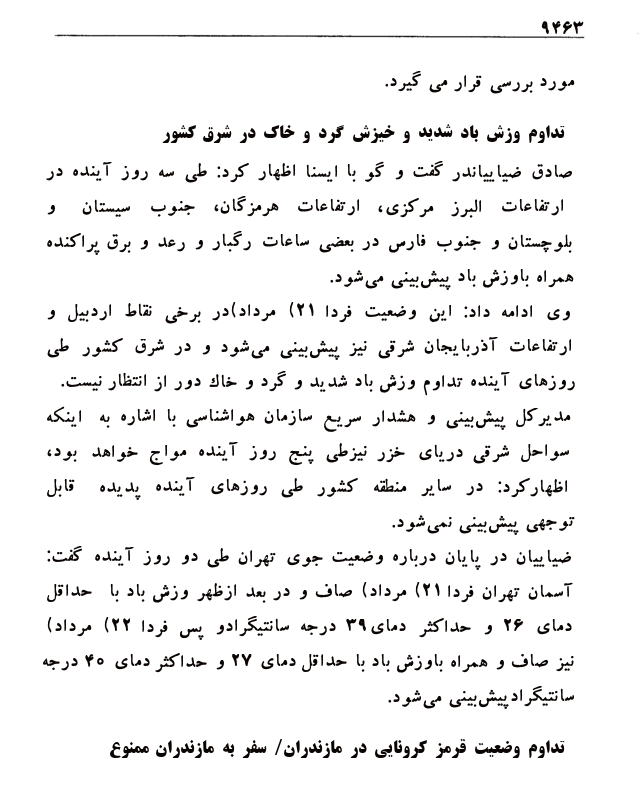 ۹۴۶۳
مورد بررسی قرار می گیرد.
تداوم وزش باد شدید و خیزش گرد و خاک در شرق کشور
صادق ضیاییاندر گفت و گو با ایسنا اظهار کرد: طی سه روز آینده در
ارتفاعات البرز مرکزی، ارتفاعات هرمزگان، جنوب سیستان و
بلوچستان و جنوب فارس در بعضی ساعات رگبار و رعد و برق پراکنده
همراه باوزش باد پیش‌بینی می‌شود.
وی ادامه داد: این وضعیت فردا ۲۱) مرداد)در برخی نقاط اردبیل و
ارتفاعات آذربایجان شرقی نیز پیش‌بینی می‌شود و در شرق کشور طی
روزهای آینده تداوم وزش باد شدید و گرد و خاك دور از انتظار نیست.
مدیرکل پیش‌بینی و هشدار سریع سازمان هواشناسی با اشاره به اینکه
سواحل شرقی دریای خزر نیزطی پنج روز آینده مواج خواهد بود،
اظهارکرد: در سایر منطقه کشور طی روزهای آینده پدیده قابل
توجهی پیش‌بینی نمی‌شود.
ضیاییان در پایان درباره وضعیت جوی تهران طی دو روز آینده گفت:
آسمان تهران فردا ۲۱) مرداد) صاف و در بعد ازظهر وزش باد با حداقل
دمای ۲۶ و حداکثر دمای ۳۹ درجه سانتیگرادو پس فردا ۲۲) مرداد)
نیز صاف و همراه باوزش باد با حداقل دمای ۲۷ و حداکثر دمای ۴۰ درجه
سانتیگرادپیش‌بینی می‌شود.
تداوم وضعیت قرمز کرونایی در مازندران/ سفر به مازندران ممنوع